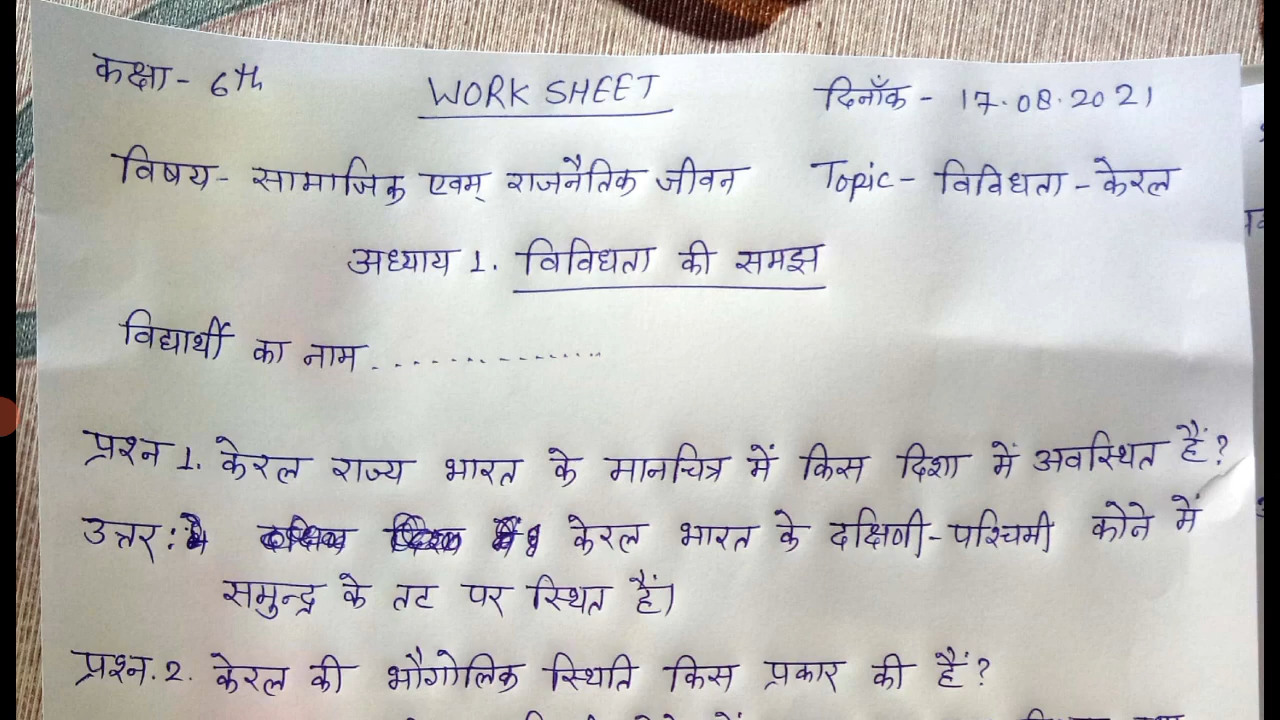 कक्षा - 6th WORK SHEET दिनाँक - 17.08.2021
विषय - सामाजिक एवम् राजनैतिक जीवन Topic - विविधता - केरल
अध्याय 1. विविधता की समझ
विद्यार्थी का नाम ................
प्रश्न 1. केरल राज्य भारत के मानचित्र में किस दिशा में अवस्थित हैं?
उत्तर : केरल भारत के दक्षिणी-पश्चिमी कोने में
समुन्द्र के तट पर स्थित हैं।
प्रश्न. 2. केरल की भौगोलिक स्थिति किस प्रकार की हैं?